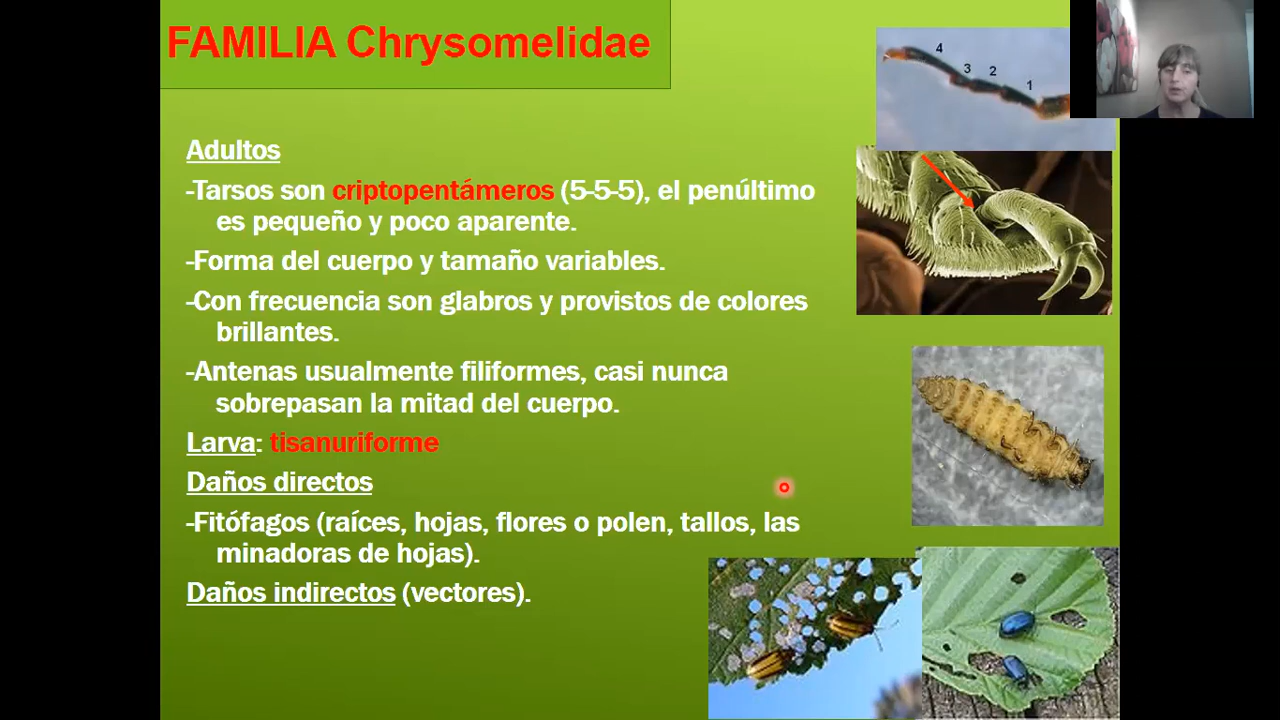 FAMILIA Chrysomelidae
4
3
2
1
Adultos
-Tarsos son criptopentámeros (5-5-5), el penúltimo
es pequeño y poco aparente.
-Forma del cuerpo y tamaño variables.
-Con frecuencia son glabros y provistos de colores
brillantes.
-Antenas usualmente filiformes, casi nunca
sobrepasan la mitad del cuerpo.
Larva: tisanuriforme
Daños directos
-Fitófagos (raíces, hojas, flores o polen, tallos, las
minadoras de hojas).
Daños indirectos (vectores).